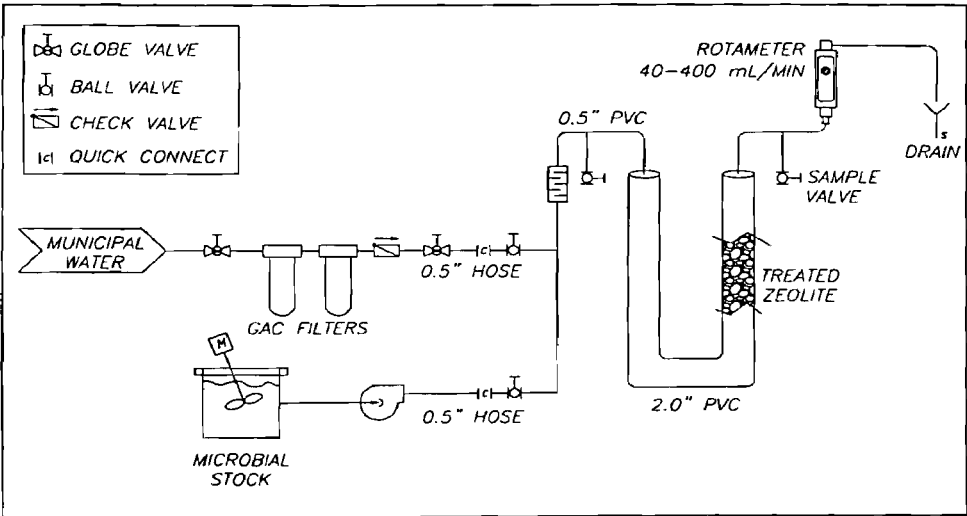 GLOBE VALVE
BALL VALVE
CHECK VALVE
c QUICK CONNECT
ROTAMETER
40-400 mL/MIN
0.5" PVC
S
DRAIN
SAMPLE
VALVE
MUNICIPAL
WATER
c
0.5" HOSE
GAC FILTERS
TREATED
ZEOLITE
M
c
0.5" HOSE
2.0" PVC
MICROBIAL
STOCK